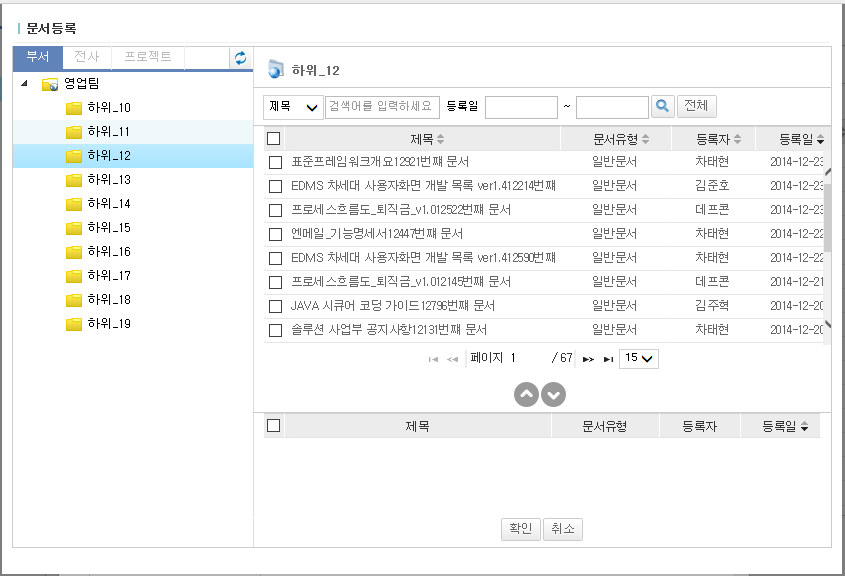 문서등록
부서 전사 프로젝트
영업팀
하위_10
하위_11
하위_12
하위_13
하위_14
하위_15
하위_16
하위_17
하위_18
하위_19
하위_12
제목 검색어를 입력하세요 등록일 ~ 전체
제목 문서유형 등록자 등록일
표준프레임워크개요12921번째 문서 일반문서 차태현 2014-12-23
EDMS 차세대 사용자화면 개발 목록 ver1.412214번째 일반문서 김준호 2014-12-23
프로세스흐름도_퇴직금_v1.012522번째 문서 일반문서 데프콘 2014-12-23
엔메일_기능명세서12447번째 문서 일반문서 차태현 2014-12-22
EDMS 차세대 사용자화면 개발 목록 ver1.412590번째 일반문서 차태현 2014-12-22
프로세스흐름도_퇴직금_v1.012145번째 문서 일반문서 데프콘 2014-12-21
JAVA 시큐어 코딩 가이드12796번째 문서 일반문서 김주혁 2014-12-20
솔루션 사업부 공지사항12131번째 문서 일반문서 차태현 2014-12-20
페이지 1 / 67 15
제목 문서유형 등록자 등록일
확인 취소